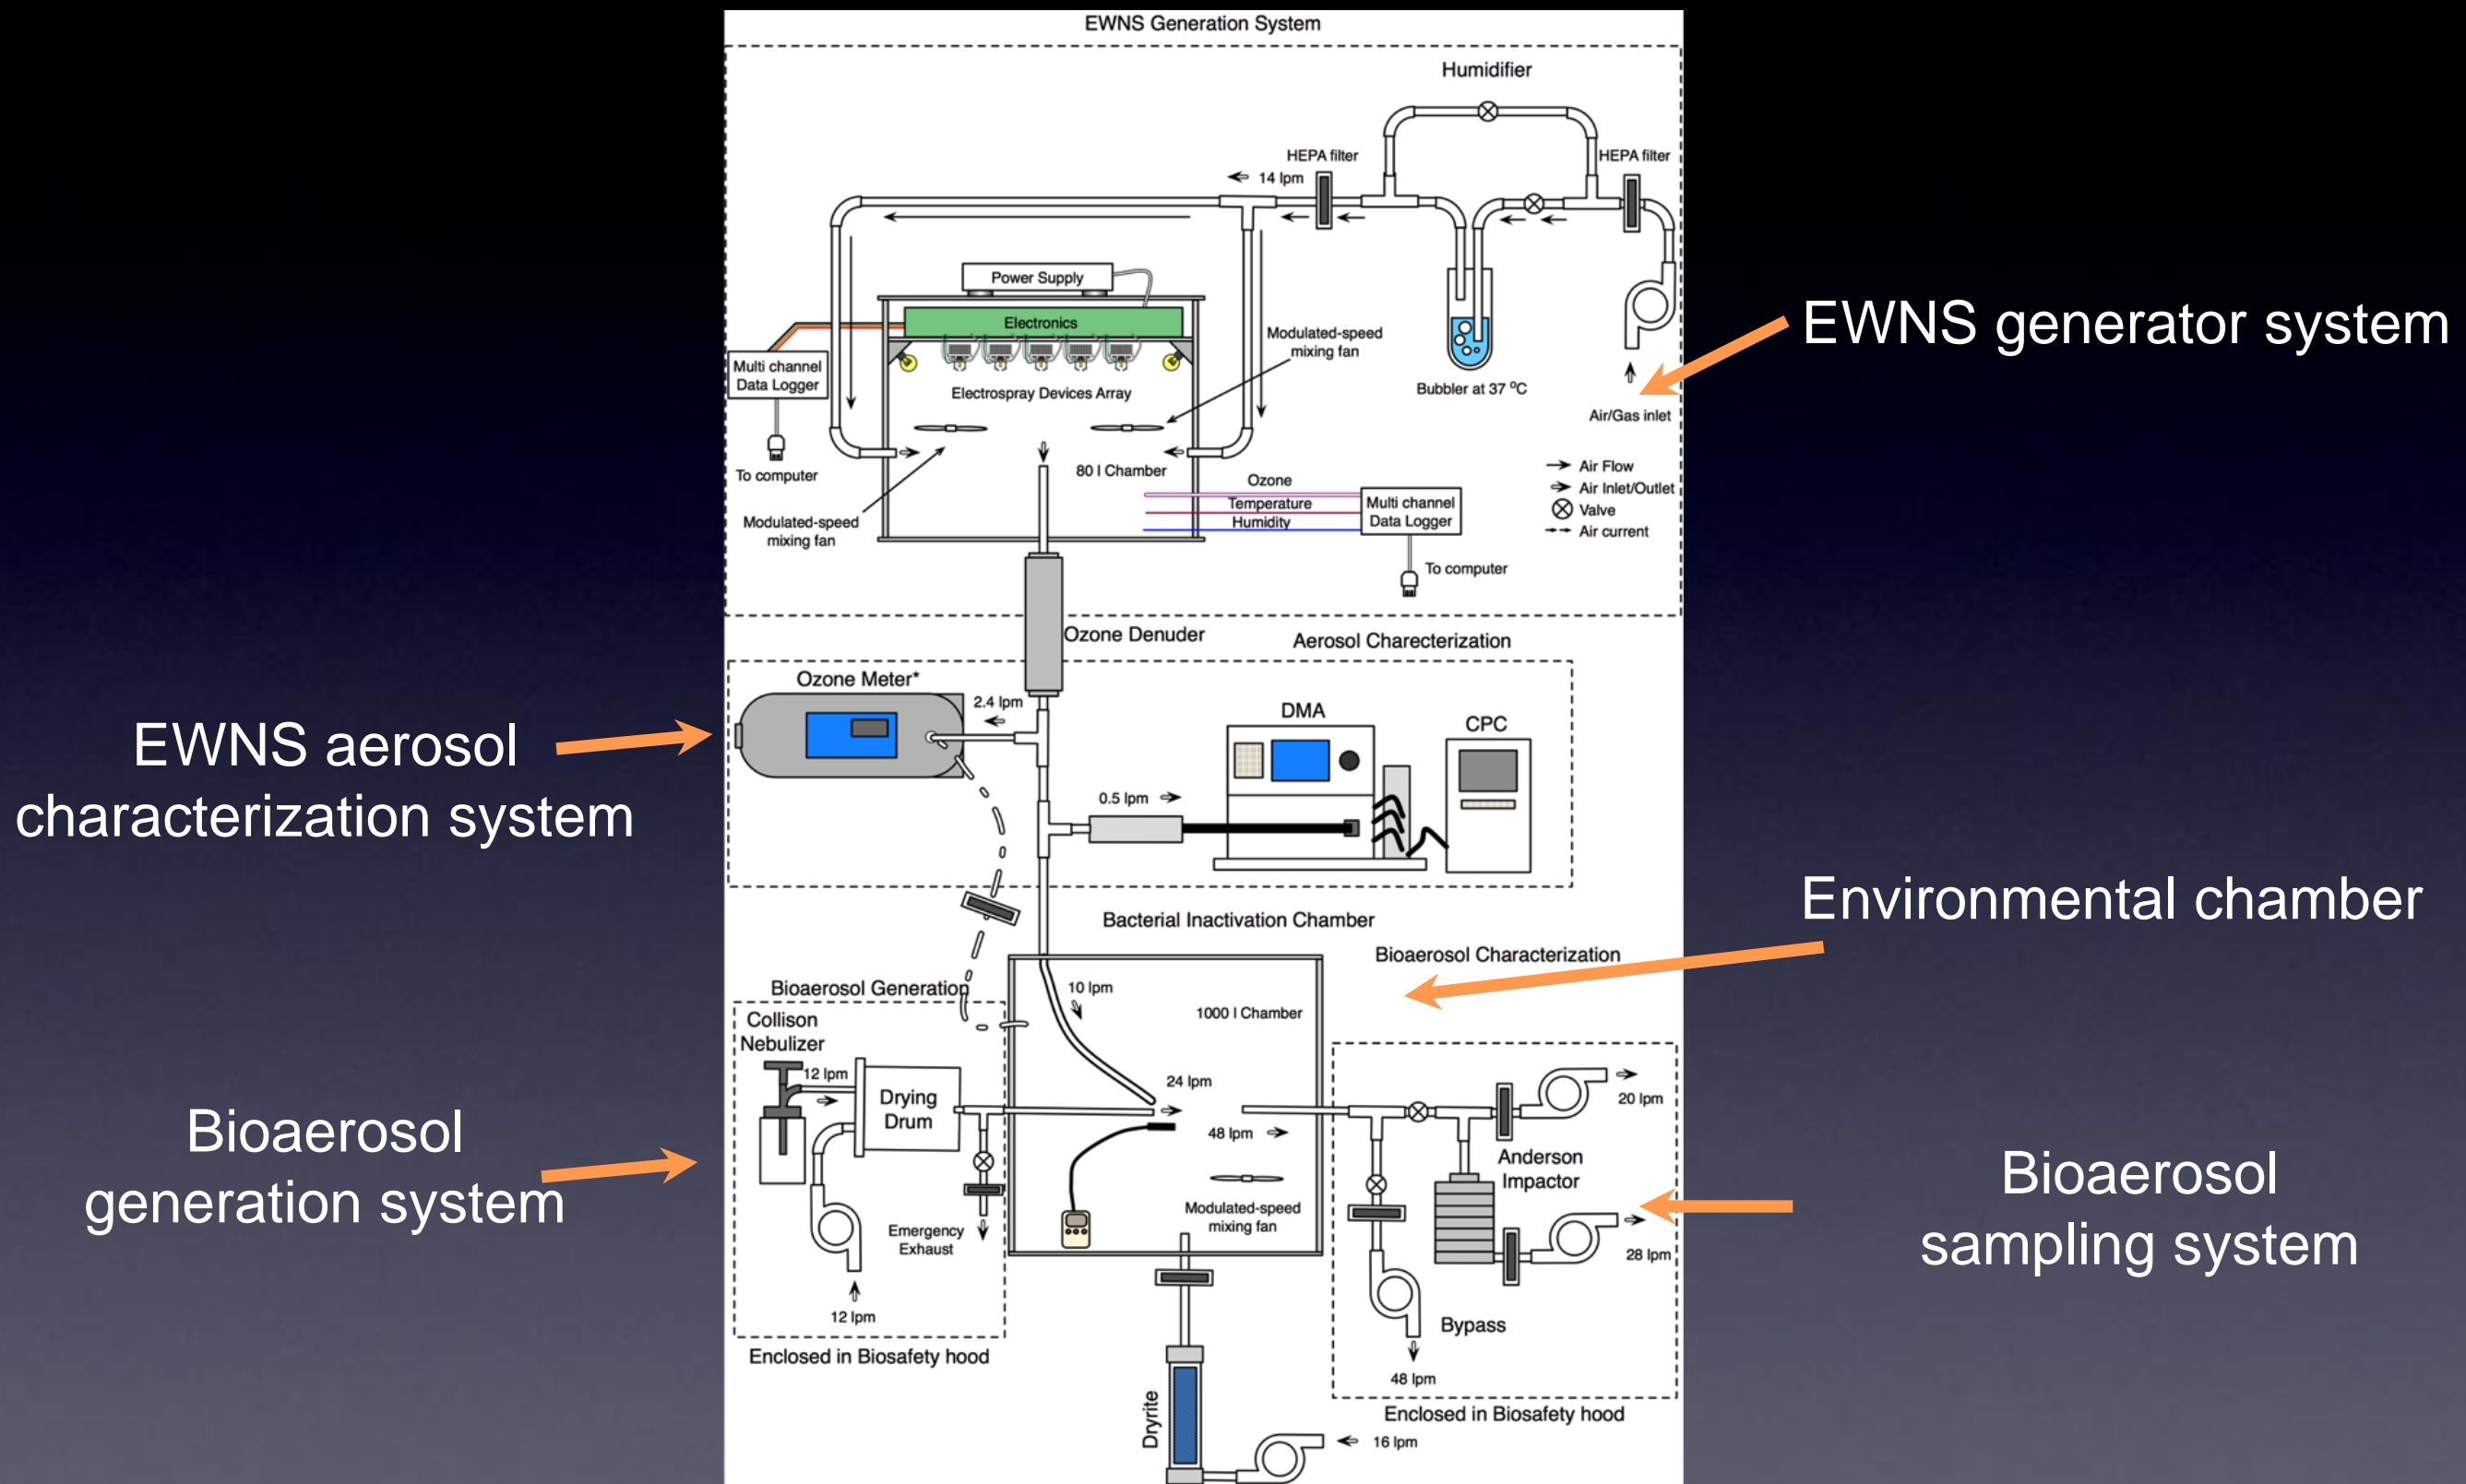 EWNS Generation System
Humidifier
HEPA filter
HEPA filter
14 lpm
Power Supply
Electronics
Modulated-speed
mixing fan
Multi channel
Data Logger
Electrospray Devices Array
Bubbler at 37 °C
Air/Gas inlet
To computer
80 l Chamber
Ozone
Temperature
Humidity
Multi channel
Data Logger
Air Flow
Air Inlet/Outlet
Valve
Air current
Modulated-speed
mixing fan
To computer
EWNS generator system
Ozone Denuder
Aerosol Charecterization
Ozone Meter*
2.4 lpm
DMA
CPC
0.5 lpm
EWNS aerosol
characterization system
Bacterial Inactivation Chamber
Bioaerosol Characterization
Environmental chamber
Bioaerosol Generation
10 lpm
1000 l Chamber
Collison
Nebulizer
12 lpm
Drying
Drum
24 lpm
48 lpm
20 lpm
Anderson
Impactor
Modulated-speed
mixing fan
Emergency
Exhaust
28 lpm
12 lpm
Bypass
48 lpm
Enclosed in Biosafety hood
Enclosed in Biosafety hood
Dryrite
16 lpm
Bioaerosol
generation system
Bioaerosol
sampling system